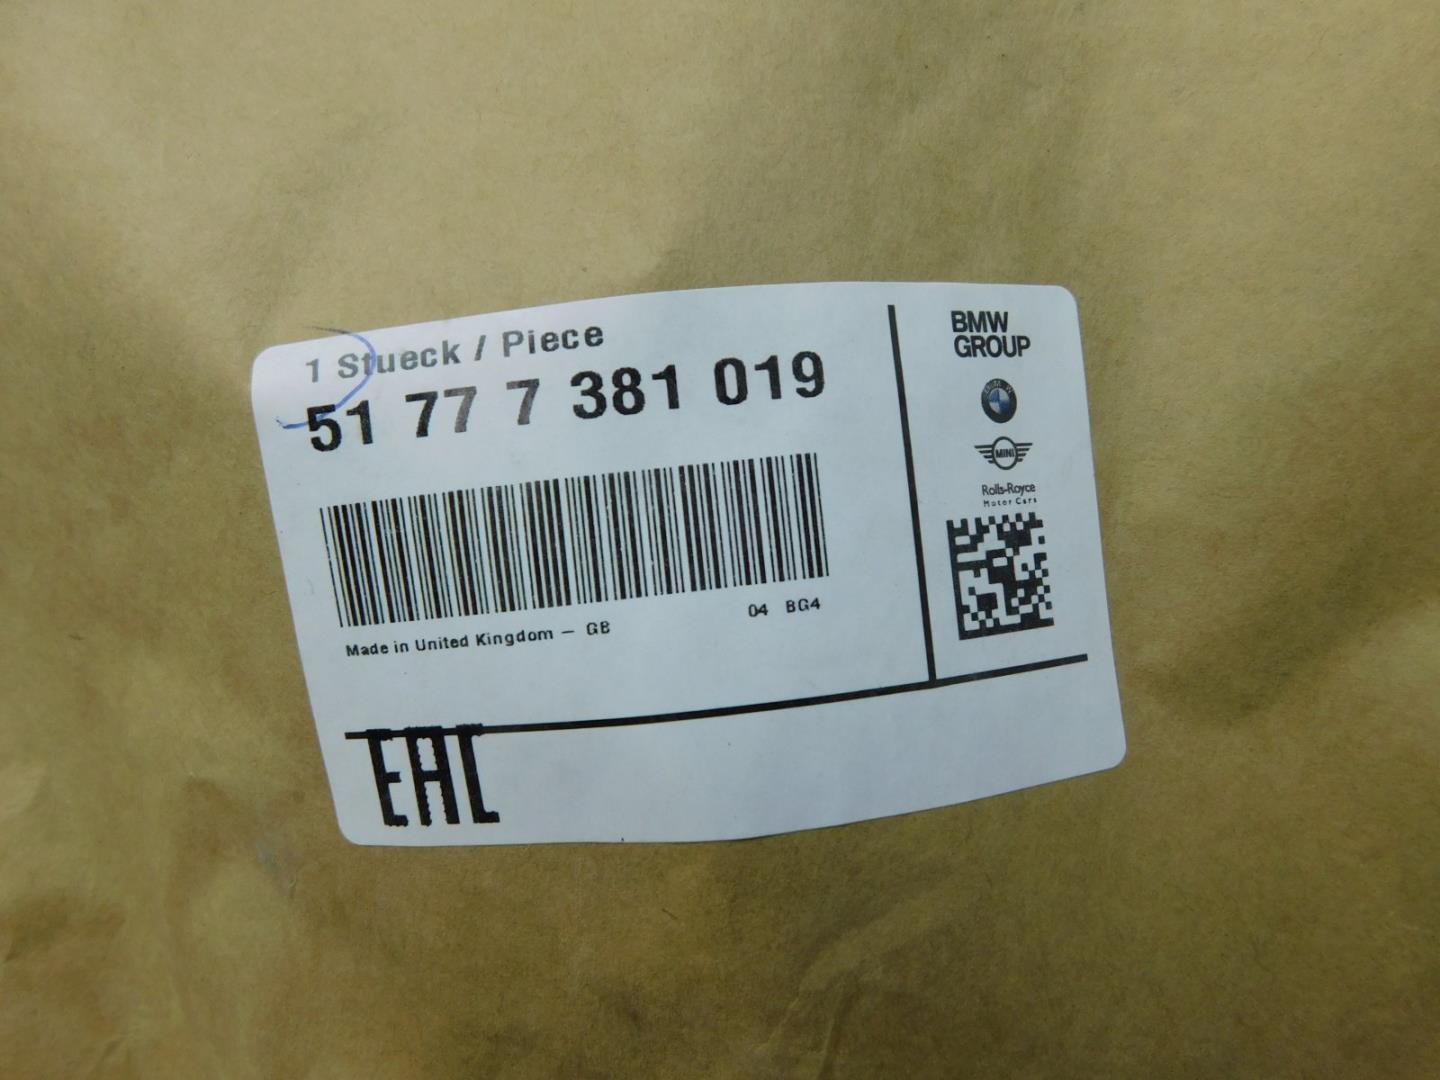 1 Stueck / Piece
51 77 7 381 019
Made in United Kingdom – GB
04 BG4
EAC
BMW
GROUP
BMW
MINI
Rolls-Royce
Motor Cars